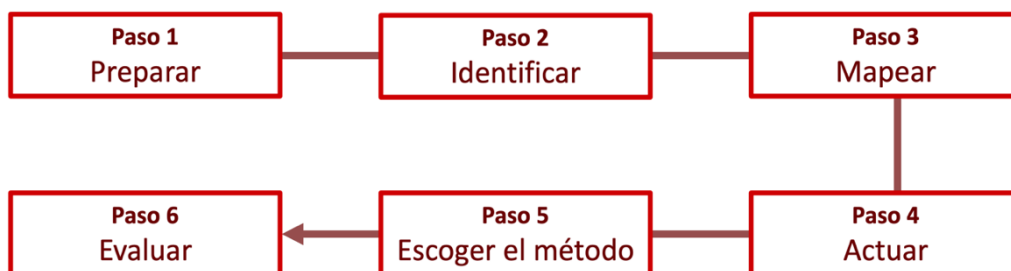 Paso 1
Preparar
Paso 2
Identificar
Paso 3
Mapear
Paso 4
Actuar
Paso 5
Escoger el método
Paso 6
Evaluar